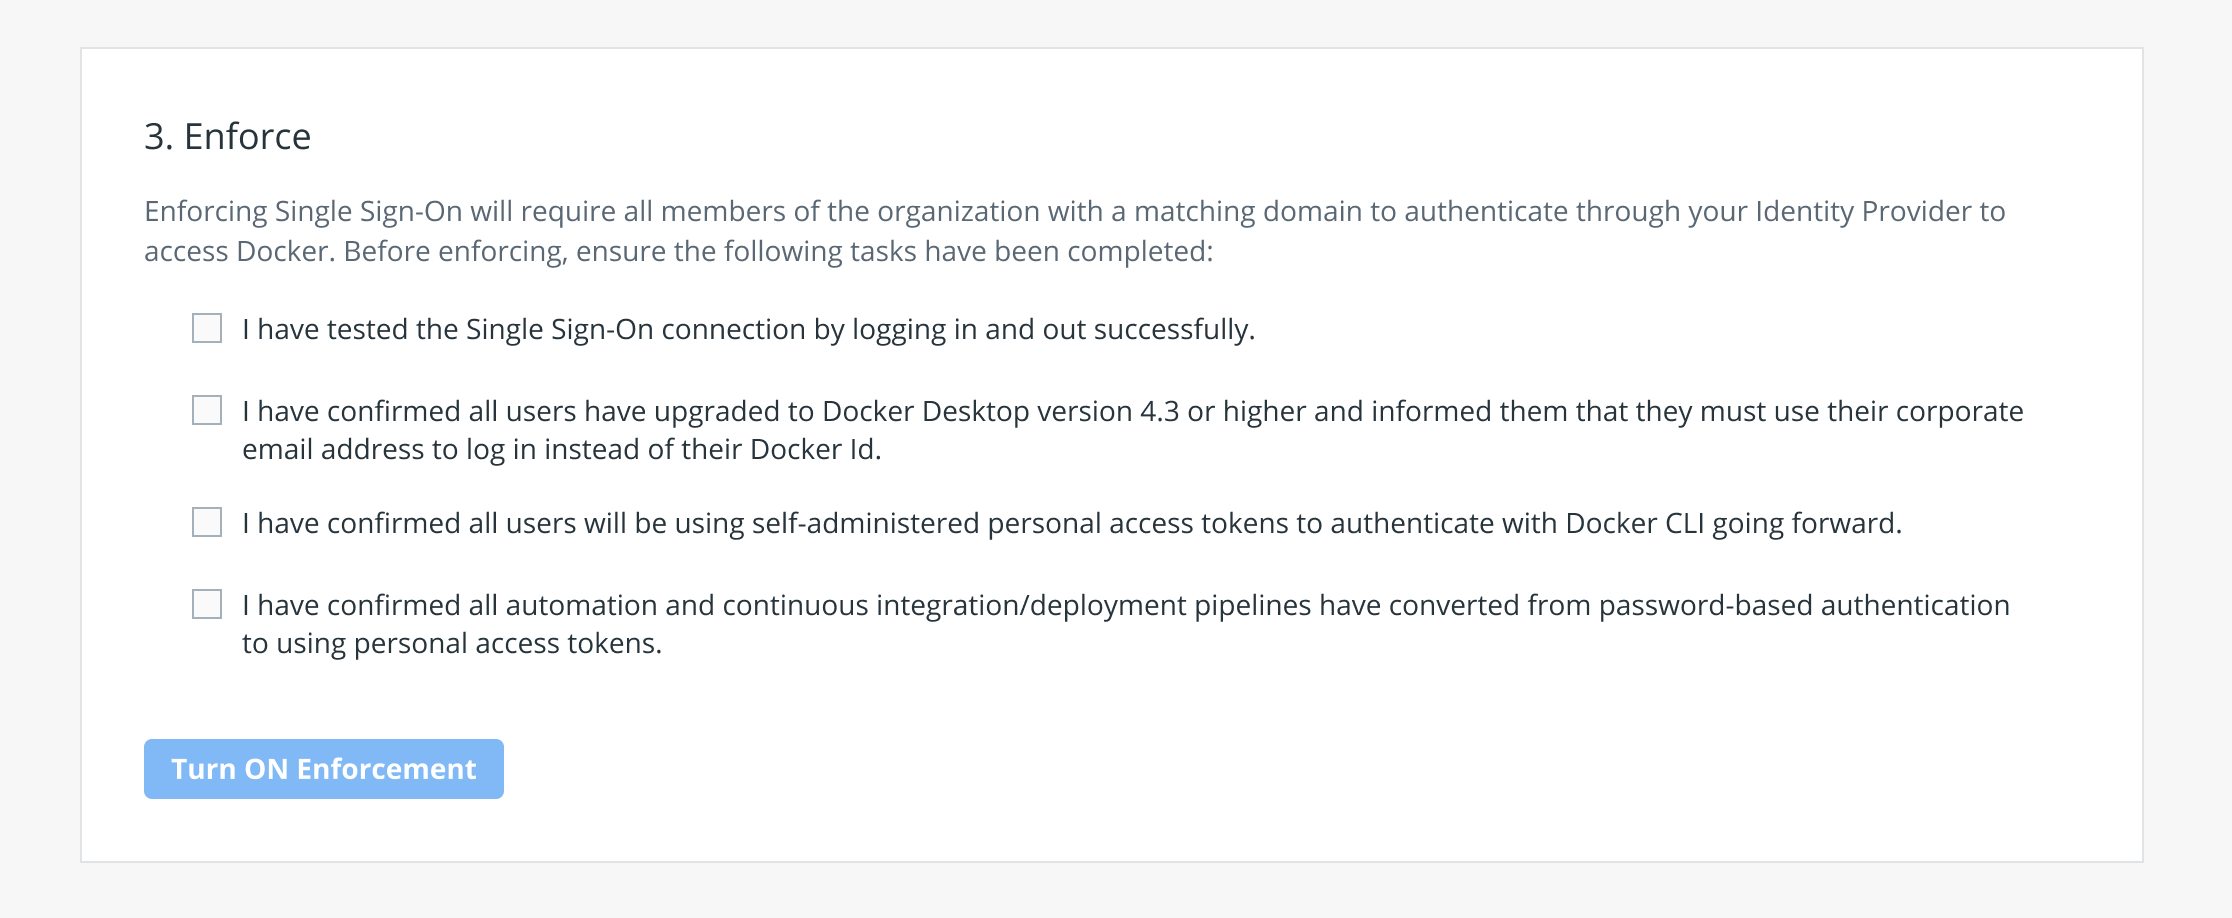 3. Enforce
Enforcing Single Sign-On will require all members of the organization with a matching domain to authenticate through your Identity Provider to
access Docker. Before enforcing, ensure the following tasks have been completed:
I have tested the Single Sign-On connection by logging in and out successfully.
I have confirmed all users have upgraded to Docker Desktop version 4.3 or higher and informed them that they must use their corporate
email address to log in instead of their Docker Id.
I have confirmed all users will be using self-administered personal access tokens to authenticate with Docker CLI going forward.
I have confirmed all automation and continuous integration/deployment pipelines have converted from password-based authentication
to using personal access tokens.
Turn ON Enforcement